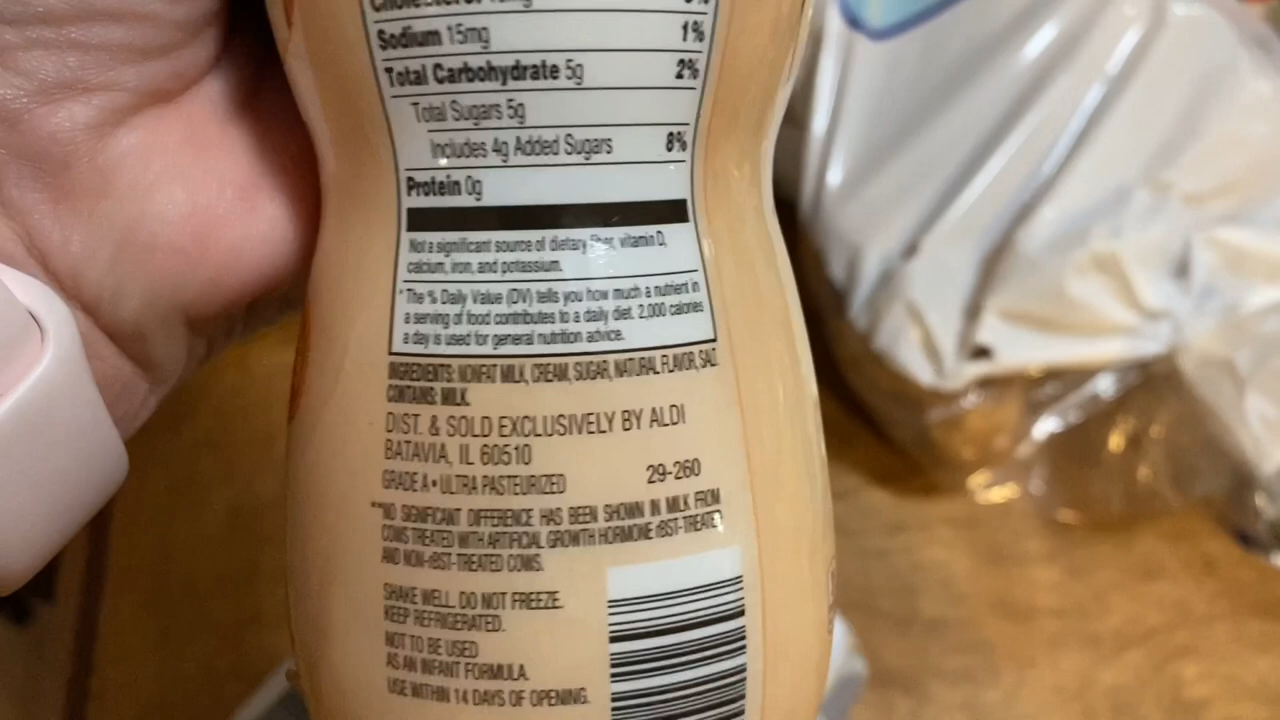 Sodium 15mg 1%
Total Carbohydrate 5g 2%
Total Sugars 5g
Includes 4g Added Sugars 8%
Protein 0g
Not a significant source of dietary fiber, vitamin D,
calcium, iron, and potassium.
*The % Daily Value (DV) tells you how much a nutrient in
a serving of food contributes to a daily diet. 2,000 calories
a day is used for general nutrition advice.
INGREDIENTS: NONFAT MILK, CREAM, SUGAR, NATURAL FLAVOR, SALT.
CONTAINS: MILK.
DIST. & SOLD EXCLUSIVELY BY ALDI
BATAVIA, IL 60510
GRADE A • ULTRA PASTEURIZED 29-260
**NO SIGNIFICANT DIFFERENCE HAS BEEN SHOWN IN MILK FROM
COWS TREATED WITH ARTIFICIAL GROWTH HORMONE rBST-TREATED
AND NON-rBST-TREATED COWS.
SHAKE WELL. DO NOT FREEZE.
KEEP REFRIGERATED.
NOT TO BE USED
AS AN INFANT FORMULA.
USE WITHIN 14 DAYS OF OPENING.